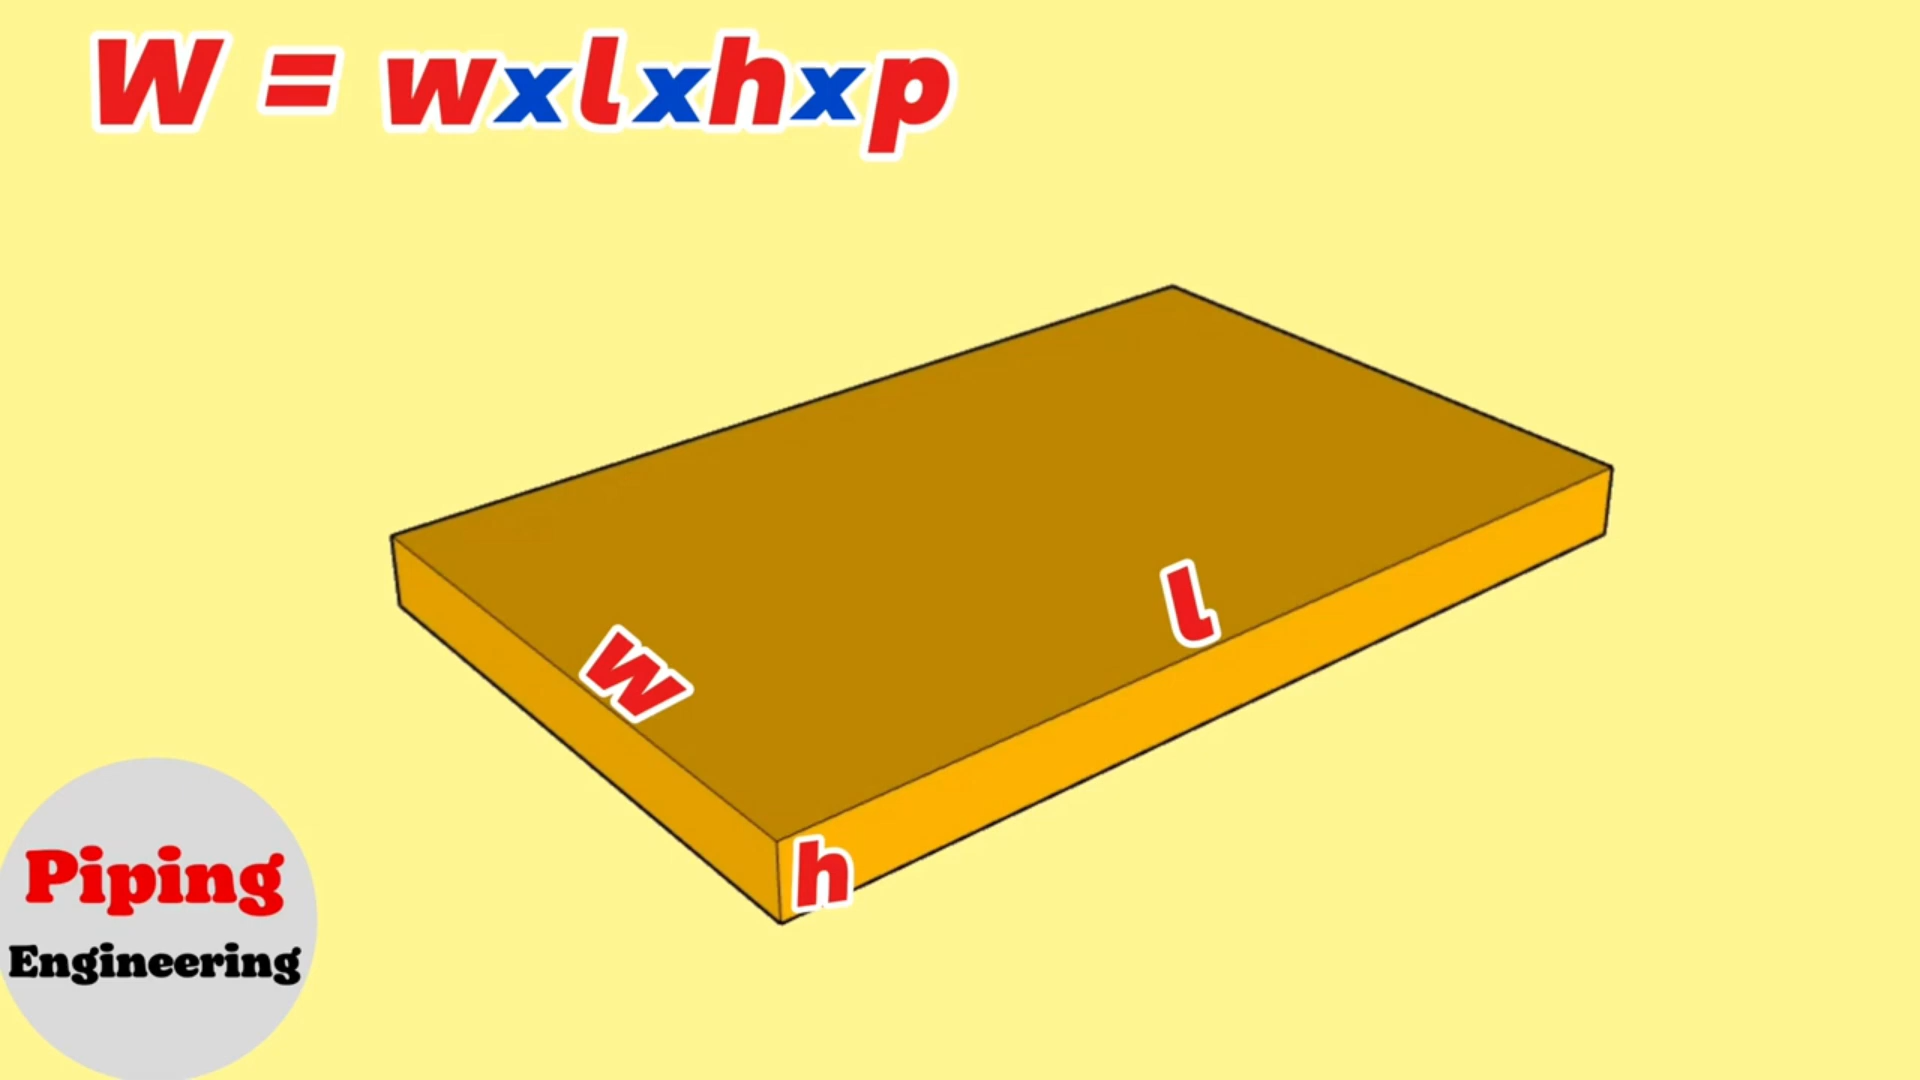 W = wxlxhxp
l
w
h
Piping
Engineering